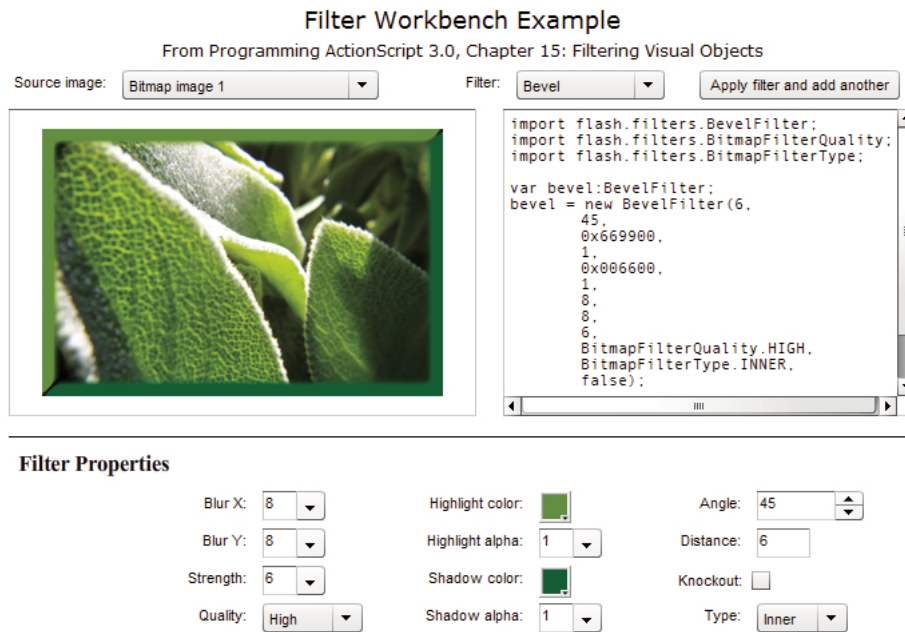 Filter Workbench Example
From Programming ActionScript 3.0, Chapter 15: Filtering Visual Objects
Source image: Bitmap image 1 Filter: Bevel Apply filter and add another
import flash.filters.BevelFilter;
import flash.filters.BitmapFilterQuality;
import flash.filters.BitmapFilterType;
var bevel:BevelFilter;
bevel = new BevelFilter(6,
45,
0x669900,
1,
0x006600,
1,
8,
8,
6,
BitmapFilterQuality.HIGH,
BitmapFilterType.INNER,
false);
Filter Properties
Blur X: 8 Highlight color: Angle: 45
Blur Y: 8 Highlight alpha: 1 Distance: 6
Strength: 6 Shadow color: Knockout:
Quality: High Shadow alpha: 1 Type: Inner